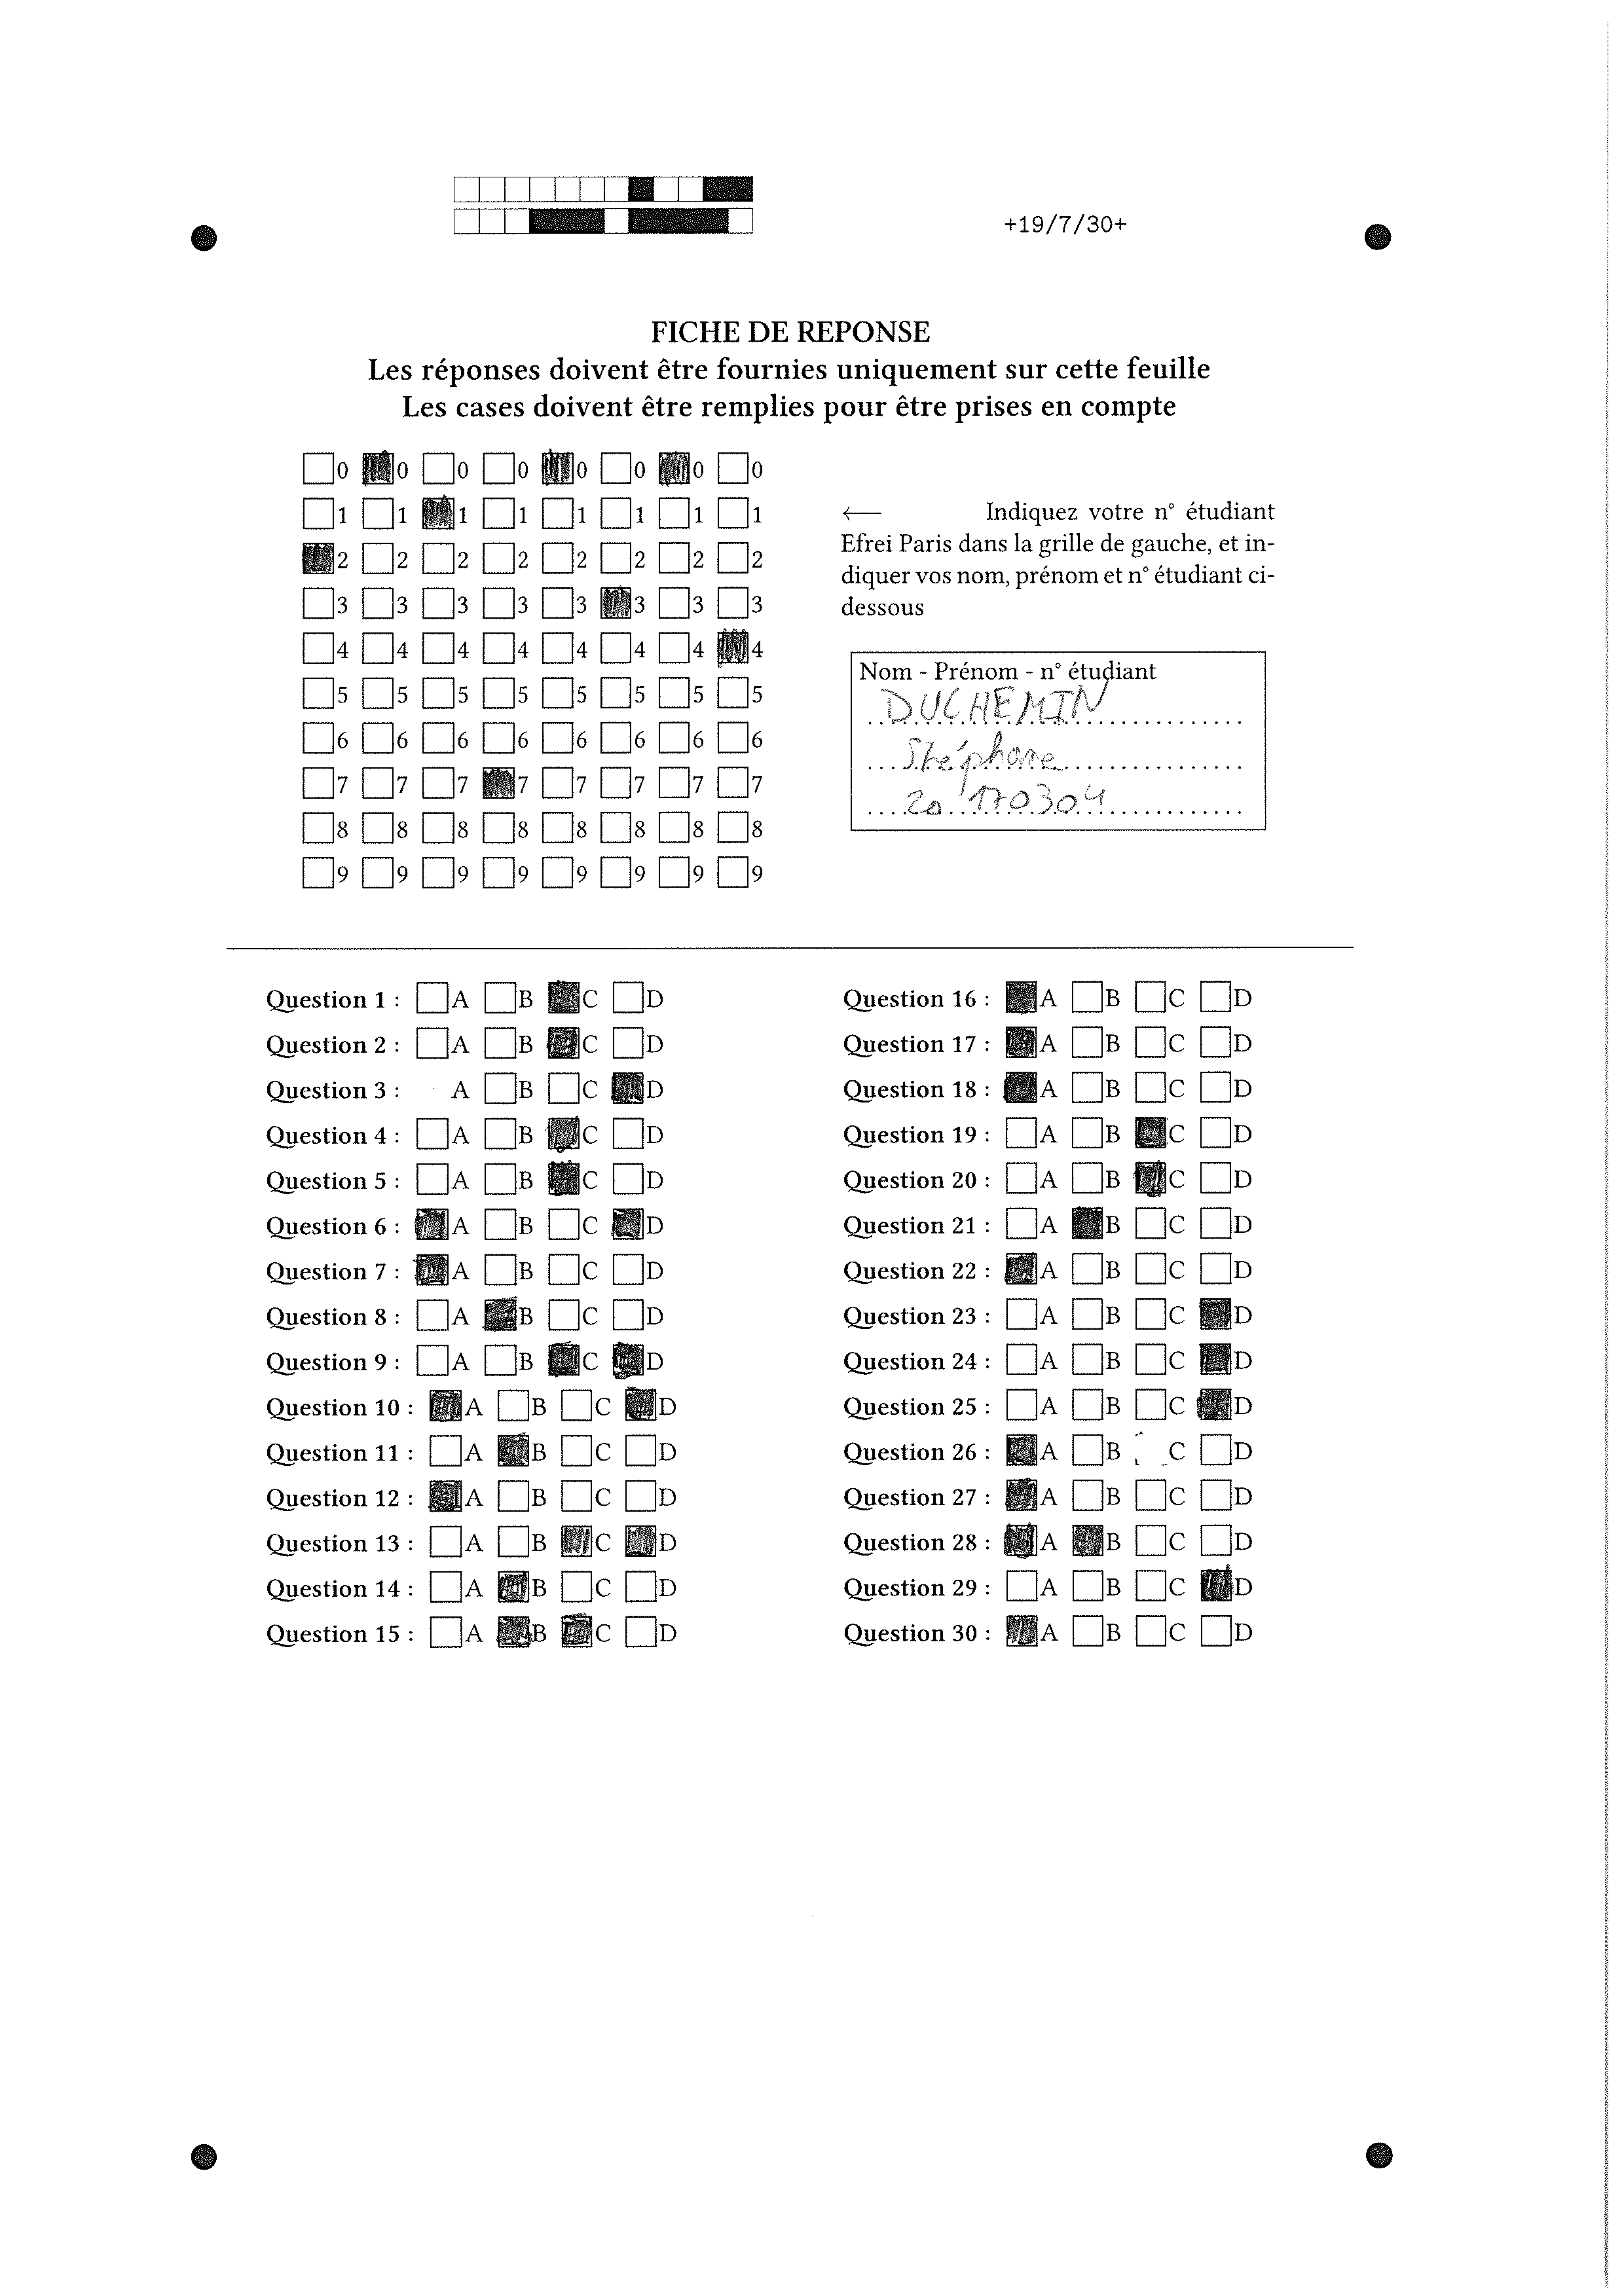 +19/7/30+
FICHE DE REPONSE
Les réponses doivent être fournies uniquement sur cette feuille
Les cases doivent être remplies pour être prises en compte
0 0 0 0 0 0 0 0
1 1 1 1 1 1 1 1
2 2 2 2 2 2 2 2
3 3 3 3 3 3 3 3
4 4 4 4 4 4 4 4
5 5 5 5 5 5 5 5
6 6 6 6 6 6 6 6
7 7 7 7 7 7 7 7
8 8 8 8 8 8 8 8
9 9 9 9 9 9 9 9
← Indiquez votre n° étudiant
Efrei Paris dans la grille de gauche, et in-
diquer vos nom, prénom et n° étudiant ci-
dessous
Nom - Prénom - n° étudiant
DUCHEMIN
Stéphane
20170304
Question 1 : A B C D
Question 2 : A B C D
Question 3 : A B C D
Question 4 : A B C D
Question 5 : A B C D
Question 6 : A B C D
Question 7 : A B C D
Question 8 : A B C D
Question 9 : A B C D
Question 10 : A B C D
Question 11 : A B C D
Question 12 : A B C D
Question 13 : A B C D
Question 14 : A B C D
Question 15 : A B C D
Question 16 : A B C D
Question 17 : A B C D
Question 18 : A B C D
Question 19 : A B C D
Question 20 : A B C D
Question 21 : A B C D
Question 22 : A B C D
Question 23 : A B C D
Question 24 : A B C D
Question 25 : A B C D
Question 26 : A B C D
Question 27 : A B C D
Question 28 : A B C D
Question 29 : A B C D
Question 30 : A B C D